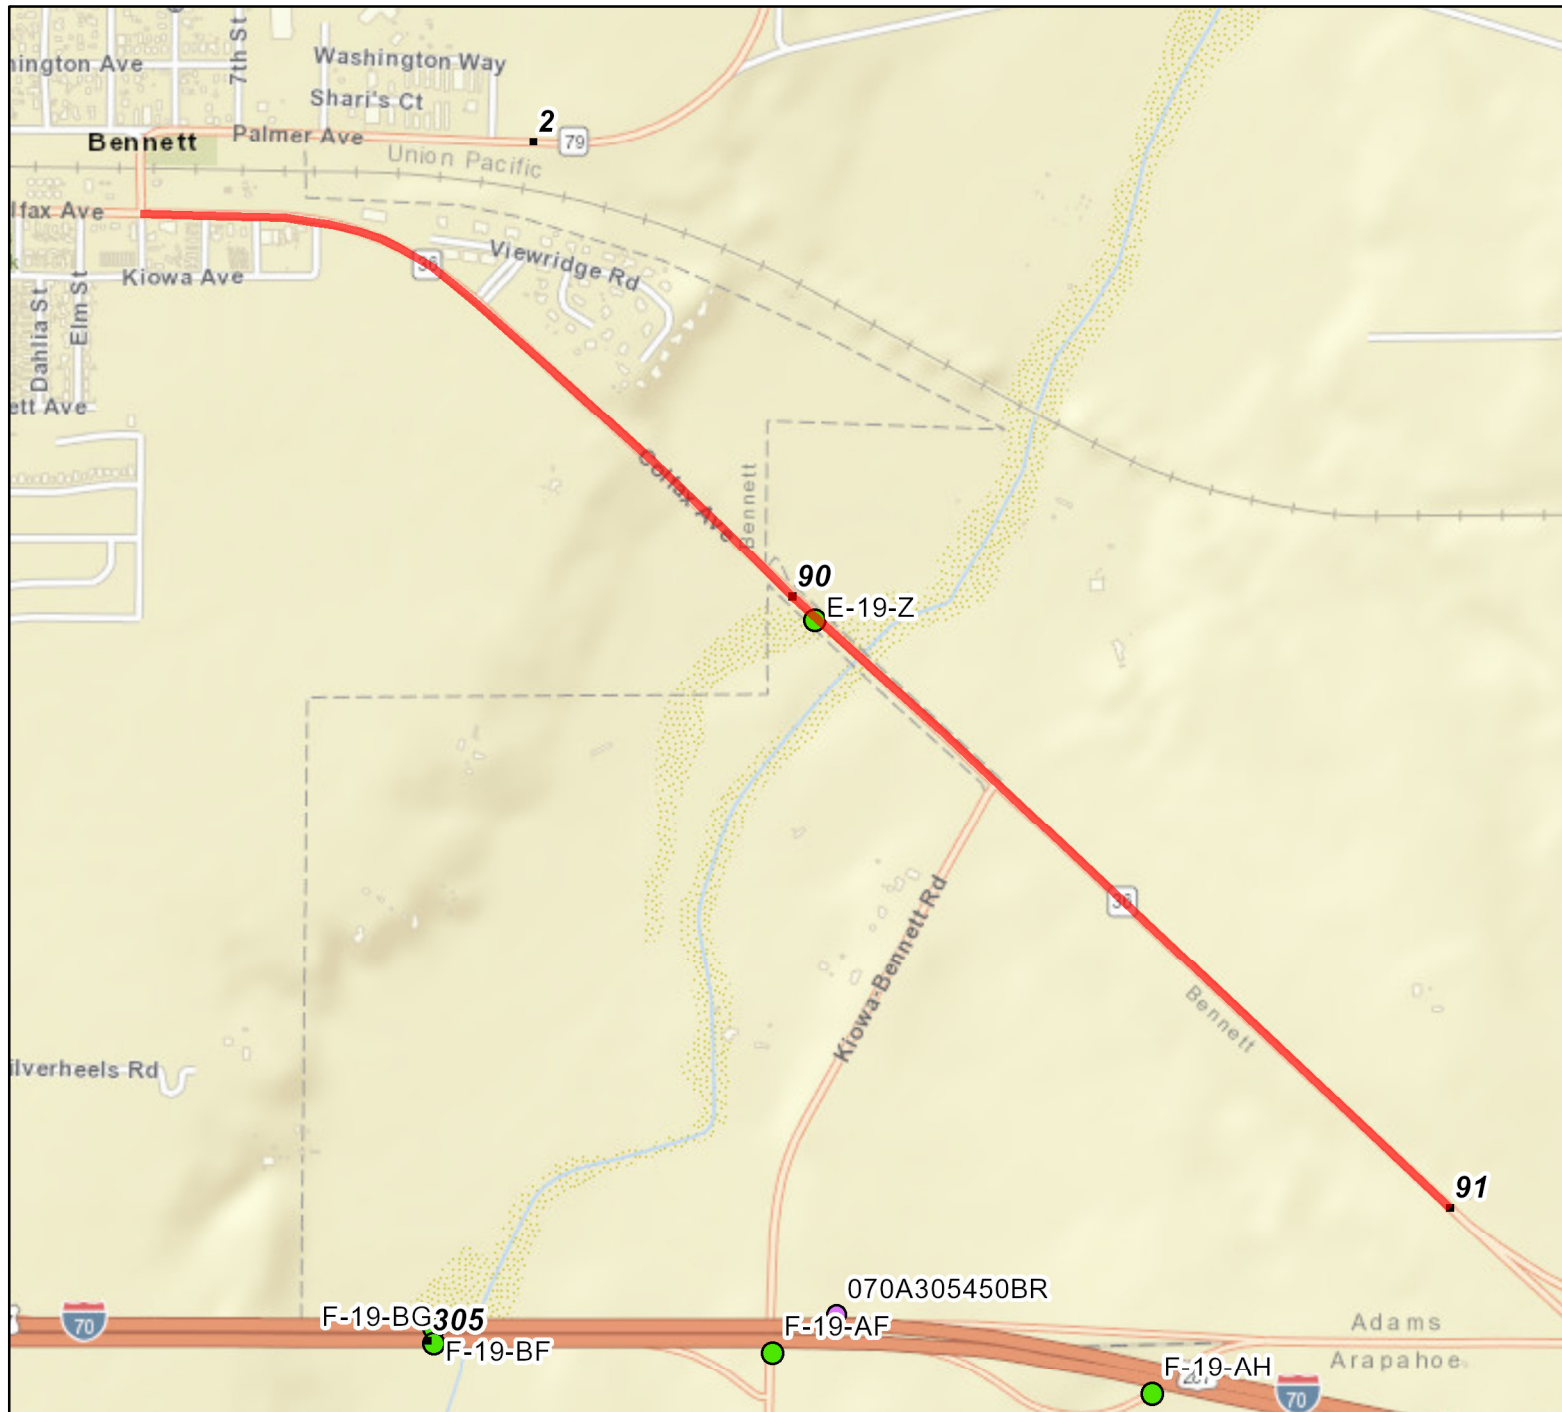 7th St
hington Ave
Washington Way
Shari's Ct
2
79
Palmer Ave
Bennett
Union Pacific
lfax Ave
36
Viewridge Rd
Kiowa Ave
Elm St
Dahlia St
ett Ave
Colfax Ave
Bennett
90
E-19-Z
36
Kiowa-Bennett Rd
Bennett
ilverheels Rd
91
070A305450BR
F-19-BG
305
70
F-19-AF
Adams
F-19-BF
Arapahoe
F-19-AH
70